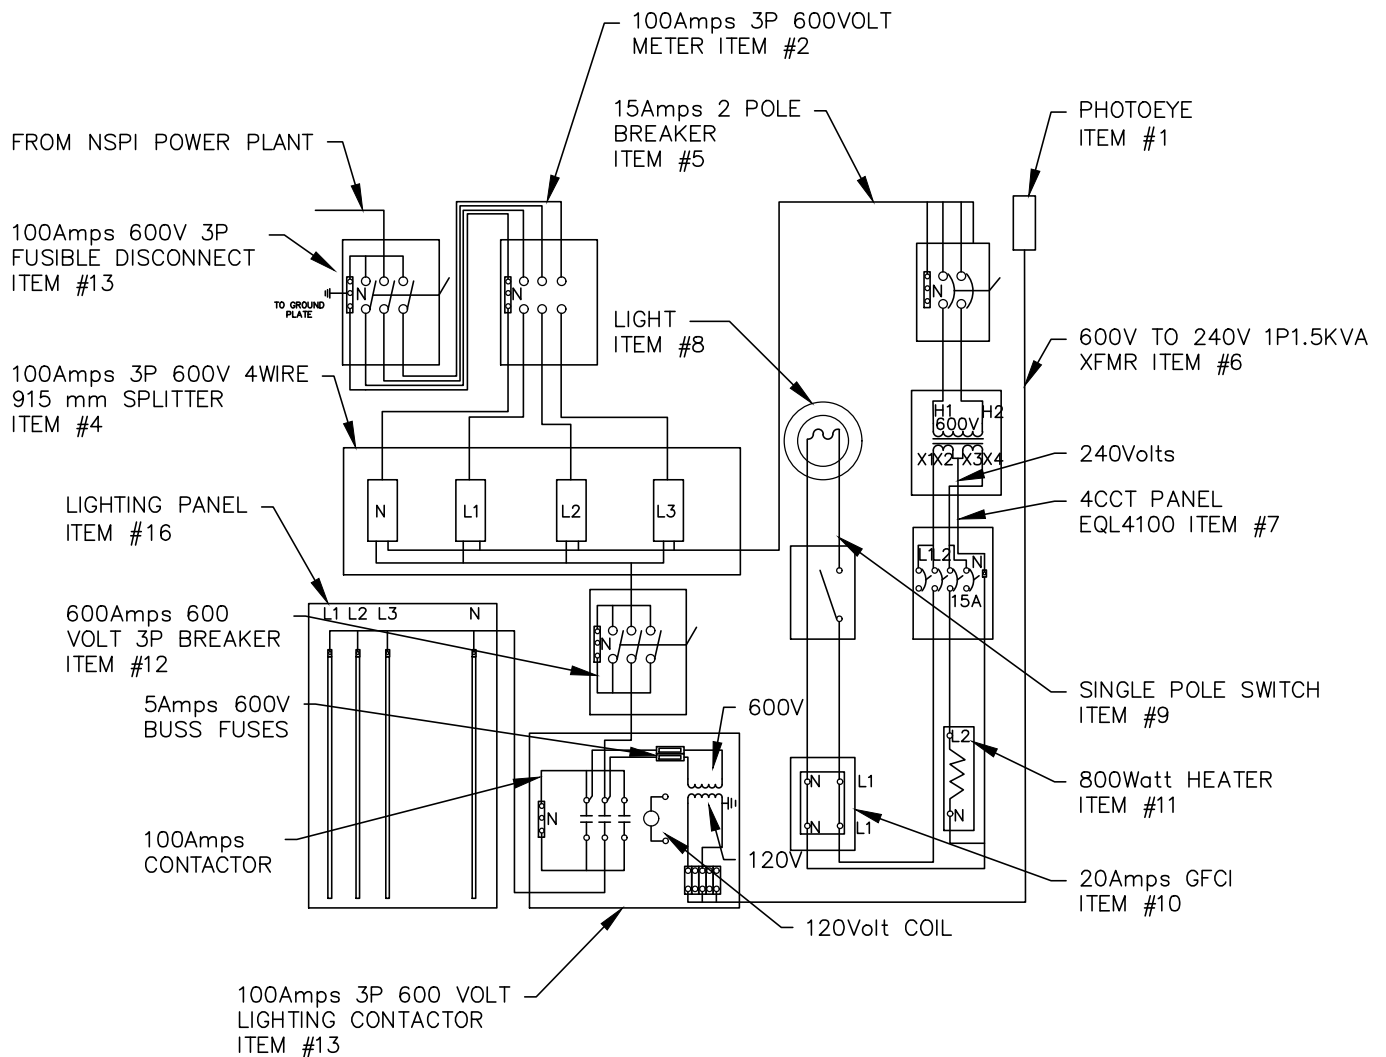 100Amps 3P 600VOLT
METER ITEM #2
15Amps 2 POLE
BREAKER
ITEM #5
PHOTOEYE
ITEM #1
FROM NSPI POWER PLANT
100Amps 600V 3P
FUSIBLE DISCONNECT
ITEM #13
TO GROUND
PLATE
N
N
N
LIGHT
ITEM #8
600V TO 240V 1P1.5KVA
XFMR ITEM #6
100Amps 3P 600V 4WIRE
915 mm SPLITTER
ITEM #4
H1 H2
600V
X1X2 X3X4
240Volts
4CCT PANEL
EQL4100 ITEM #7
LIGHTING PANEL
ITEM #16
N L1 L2 L3
L1L2 N
15A
600Amps 600
VOLT 3P BREAKER
ITEM #12
L1 L2 L3 N
N
5Amps 600V
BUSS FUSES
600V
SINGLE POLE SWITCH
ITEM #9
L2
N
800Watt HEATER
ITEM #11
N L1
N L1
100Amps
CONTACTOR
N
120V
20Amps GFCI
ITEM #10
120Volt COIL
100Amps 3P 600 VOLT
LIGHTING CONTACTOR
ITEM #13